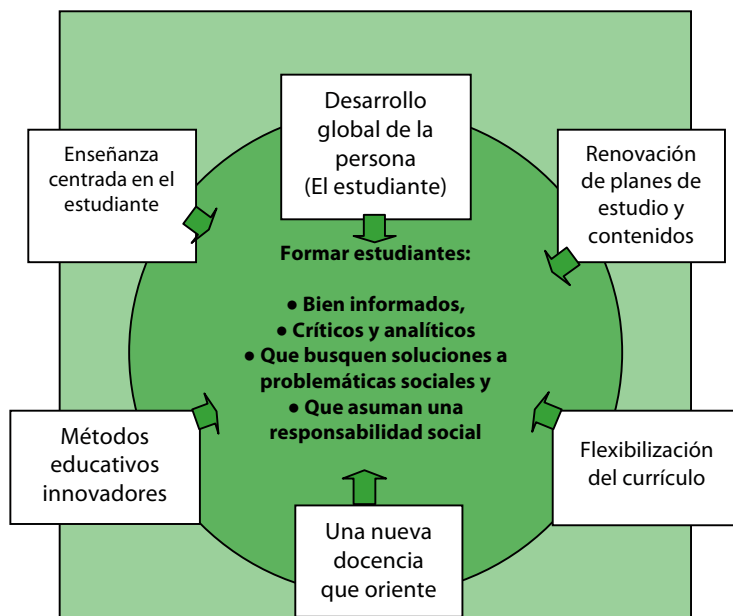 Desarrollo
global de la
persona
(El estudiante)
Enseñanza
centrada en el
estudiante
Renovación
de planes de
estudio y
contenidos
Formar estudiantes:
● Bien informados,
● Críticos y analíticos
● Que busquen soluciones a
problemáticas sociales y
● Que asuman una
responsabilidad social
Métodos
educativos
innovadores
Flexibilización
del currículo
Una nueva
docencia
que oriente